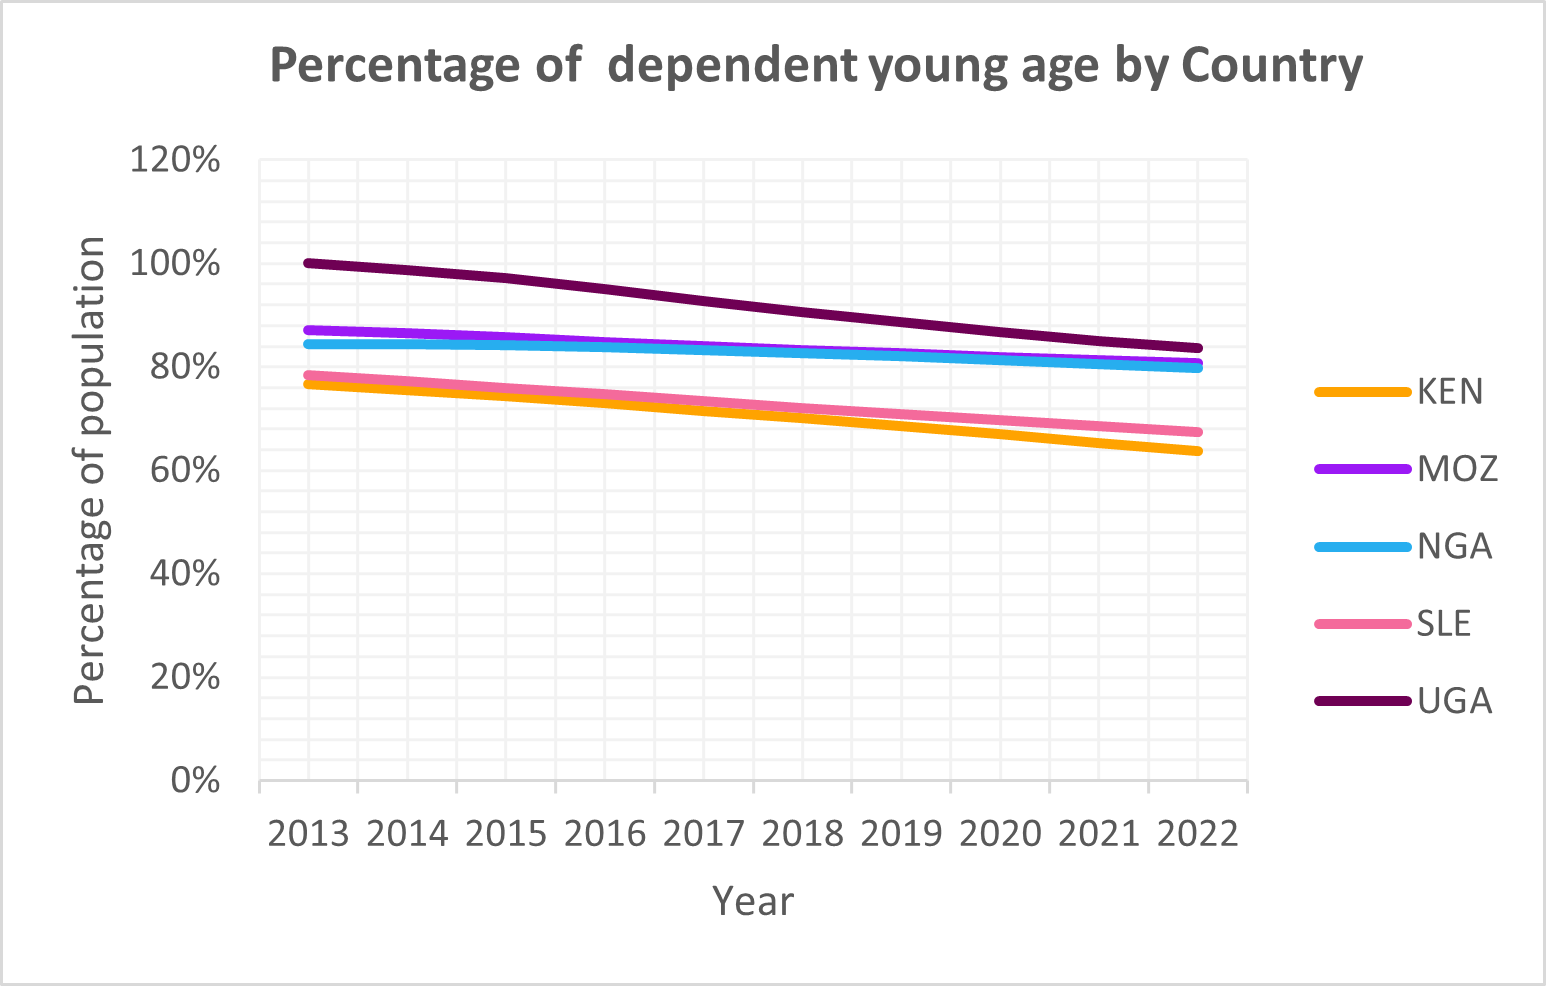 Percentage of  dependent young age by Country
120%
100%
80%
60%
40%
20%
0%
Percentage of population
2013 2014 2015 2016 2017 2018 2019 2020 2021 2022
Year
KEN
MOZ
NGA
SLE
UGA